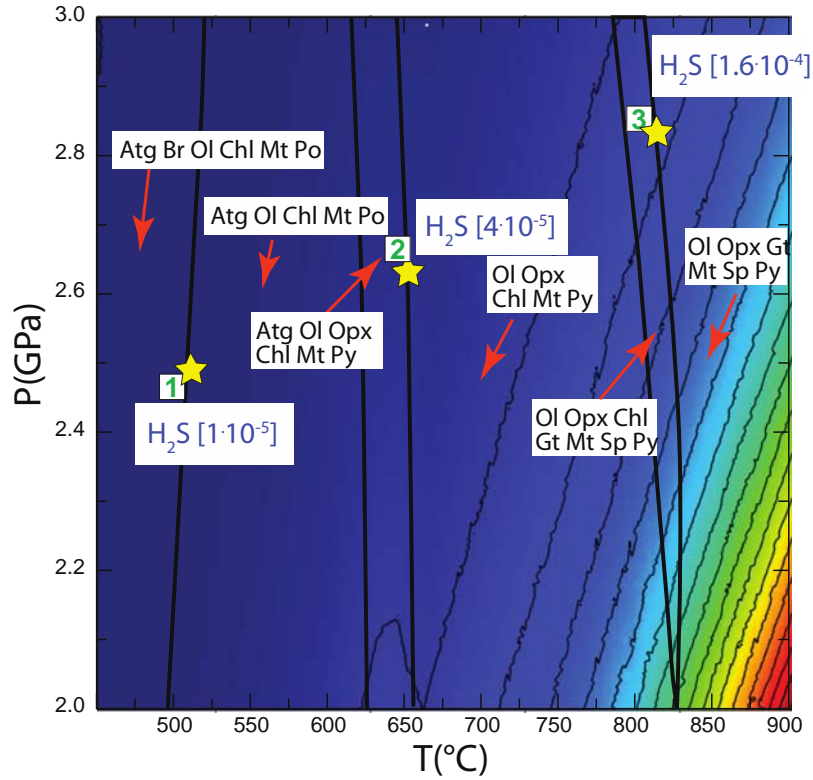 3.0
2.8
2.6
2.4
2.2
2.0
P(GPa)
H₂S [1.6·10⁻⁴]
3
Atg Br Ol Chl Mt Po
Atg Ol Chl Mt Po
H₂S [4·10⁻⁵]
2
Ol Opx
Chl Mt Py
Ol Opx Gt
Mt Sp Py
Atg Ol Opx
Chl Mt Py
1
H₂S [1·10⁻⁵]
Ol Opx Chl
Gt Mt Sp Py
500 550 600 650 700 750 800 850 900
T(°C)